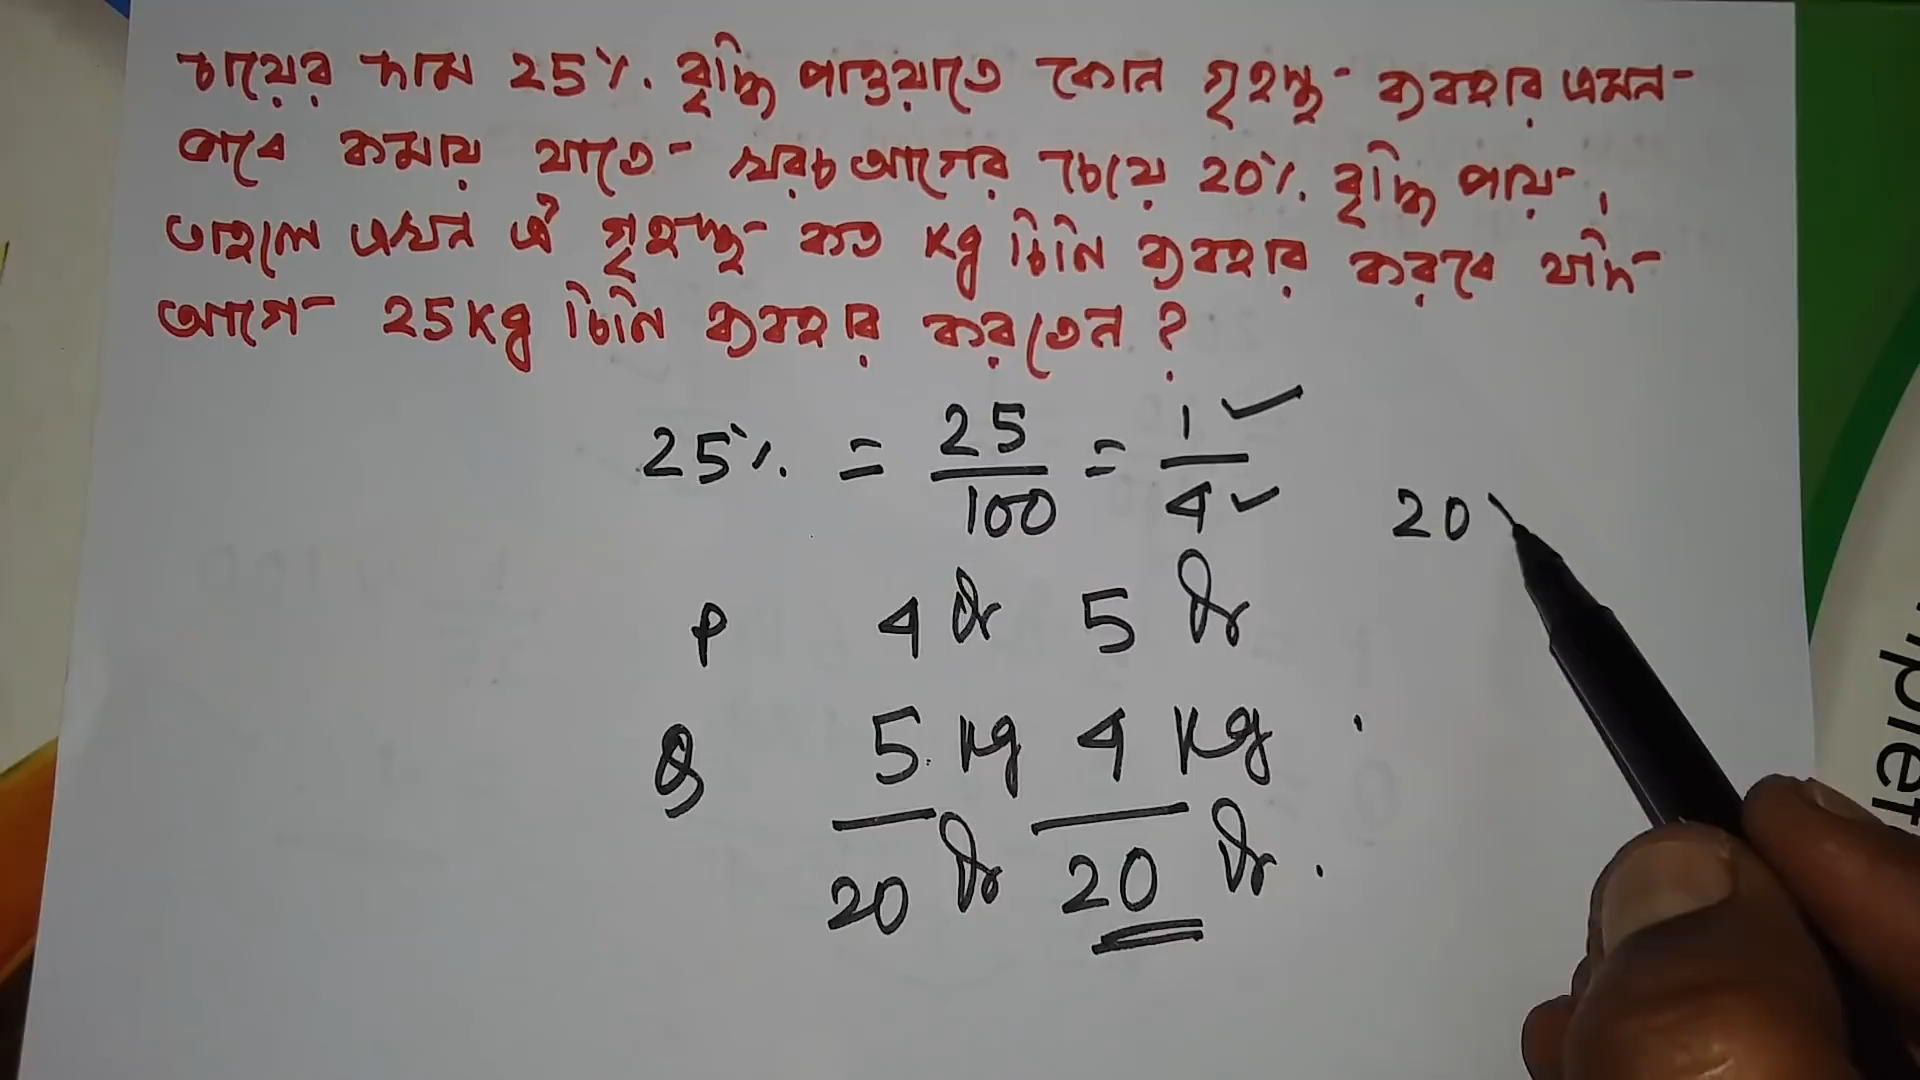 চায়ের দাম 25%. বৃদ্ধি পাওয়াতে কোন গৃহস্থ ব্যবহার এমন
ভাবে কমায় যাতে খরচ আগের চেয়ে 20%. বৃদ্ধি পায়,
তাহলে এখন ঐ গৃহস্থ কত Kg চিনি ব্যবহার করবে যদি
আগে 25Kg চিনি ব্যবহার করতেন ?
25% = 25/100 = 1/4
20
P 4 টা 5 টা
Q 5 Kg 4 Kg
20 টা 20 টা.
mplet